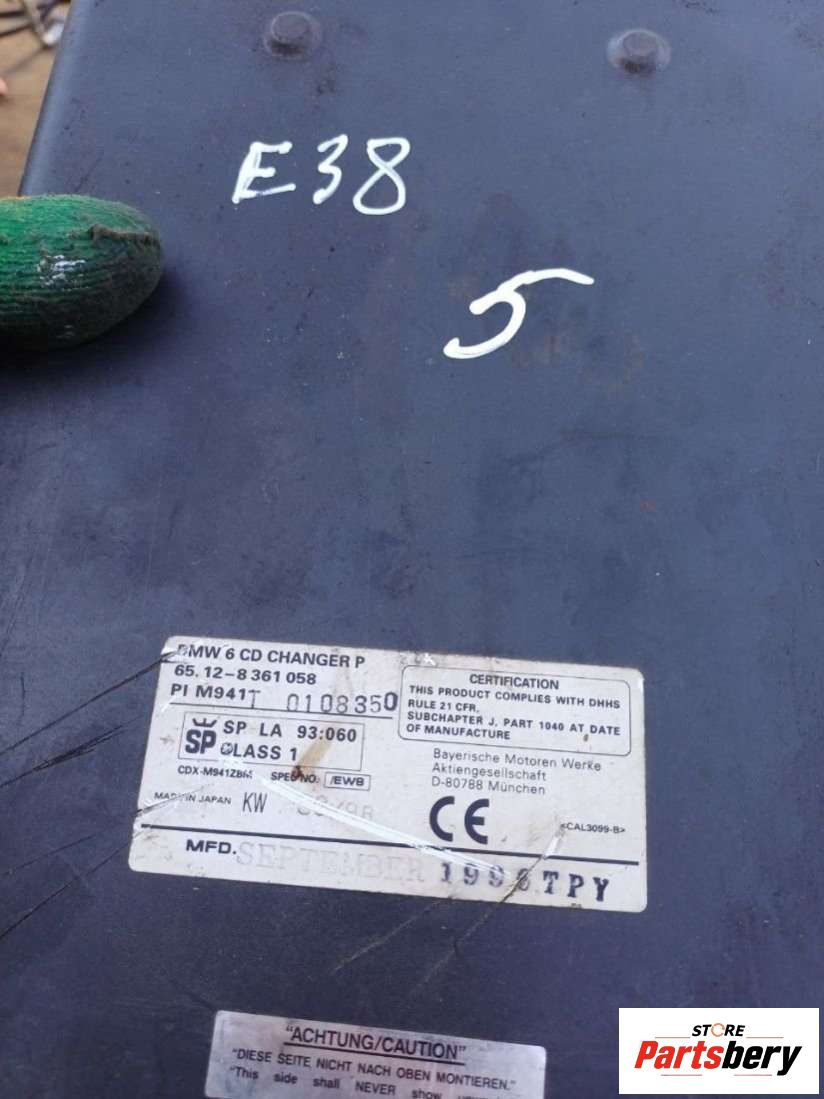 E38
5
BMW 6 CD CHANGER P
65.12-8 361 058
PI M941T 0108350
SP SP LA 93:060
CLASS 1
CDX-M941ZBM SPEC NO. /EWB
MADE IN JAPAN KW
CERTIFICATION
THIS PRODUCT COMPLIES WITH DHHS
RULE 21 CFR.
SUBCHAPTER J. PART 1040 AT DATE
OF MANUFACTURE
Bayerische Motoren Werke
Aktiengesellschaft
D-80788 München
CE
<CAL3099-B>
MFD. SEPTEMBER TPY
"ACHTUNG/CAUTION"
"DIESE SEITE NICHT NACH OBEN MONTIEREN."
"This side shall NEVER show
STORE
Partsbery